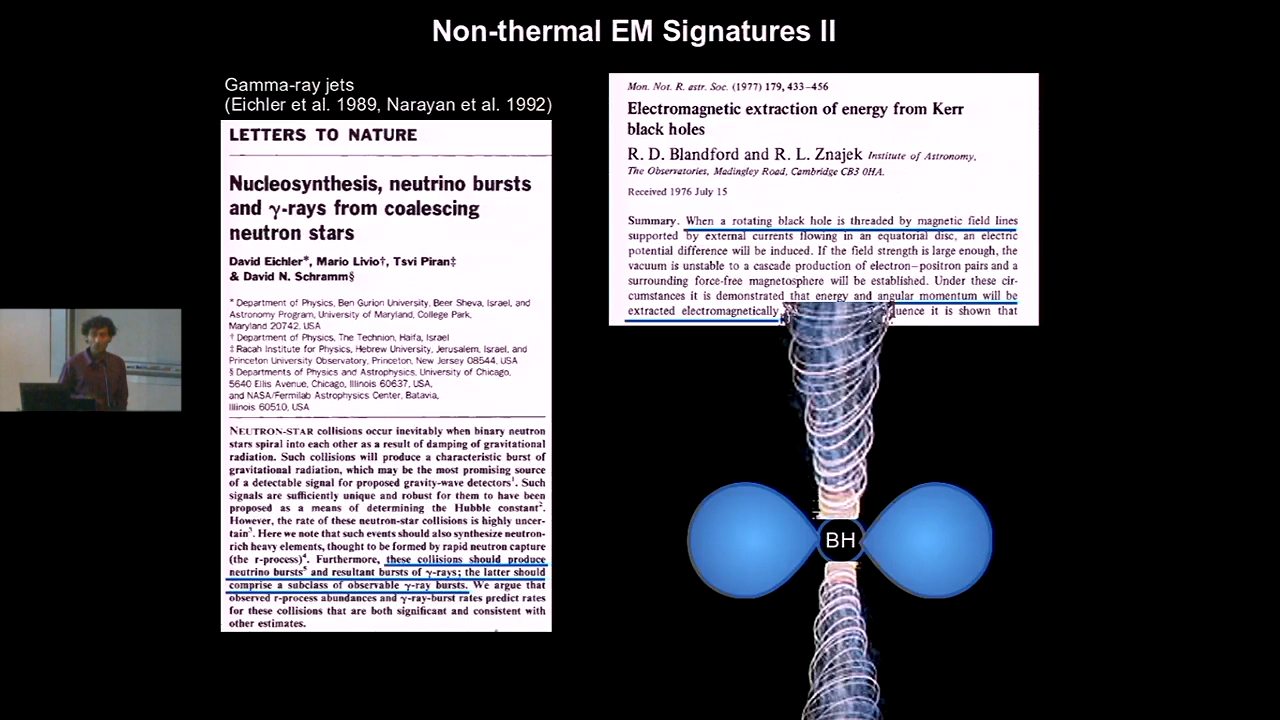 Non-thermal EM Signatures II
Gamma-ray jets
(Eichler et al. 1989, Narayan et al. 1992)
LETTERS TO NATURE
Nucleosynthesis, neutrino bursts
and γ-rays from coalescing
neutron stars
David Eichler*, Mario Livio†, Tsvi Piran‡
& David N. Schramm§
* Department of Physics, Ben Gurion University, Beer Sheva, Israel, and
Astronomy Program, University of Maryland, College Park,
Maryland 20742, USA
† Department of Physics, The Technion, Haifa, Israel
‡ Racah Institute for Physics, Hebrew University, Jerusalem, Israel, and
Princeton University Observatory, Princeton, New Jersey 08544, USA
§ Departments of Physics and Astrophysics, University of Chicago,
5640 Ellis Avenue, Chicago, Illinois 60637, USA,
and NASA/Fermilab Astrophysics Center, Batavia,
Illinois 60510, USA
NEUTRON-STAR collisions occur inevitably when binary neutron
stars spiral into each other as a result of damping of gravitational
radiation. Such collisions will produce a characteristic burst of
gravitational radiation, which may be the most promising source
of a detectable signal for proposed gravity-wave detectors¹. Such
signals are sufficiently unique and robust for them to have been
proposed as a means of determining the Hubble constant².
However, the rate of these neutron-star collisions is highly uncer-
tain³. Here we note that such events should also synthesize neutron-
rich heavy elements, thought to be formed by rapid neutron capture
(the r-process)⁴. Furthermore, these collisions should produce
neutrino bursts⁵ and resultant bursts of γ-rays; the latter should
comprise a subclass of observable γ-ray bursts. We argue that
observed r-process abundances and γ-ray-burst rates predict rates
for these collisions that are both significant and consistent with
other estimates.
Mon. Not. R. astr. Soc. (1977) 179, 433–456
Electromagnetic extraction of energy from Kerr
black holes
R. D. Blandford and R. L. Znajek Institute of Astronomy,
The Observatories, Madingley Road, Cambridge CB3 0HA.
Received 1976 July 15
Summary. When a rotating black hole is threaded by magnetic field lines
supported by external currents flowing in an equatorial disc, an electric
potential difference will be induced. If the field strength is large enough, the
vacuum is unstable to a cascade production of electron–positron pairs and a
surrounding force-free magnetosphere will be established. Under these cir-
cumstances it is demonstrated that energy and angular momentum will be
extracted electromagnetically uence it is shown that
BH